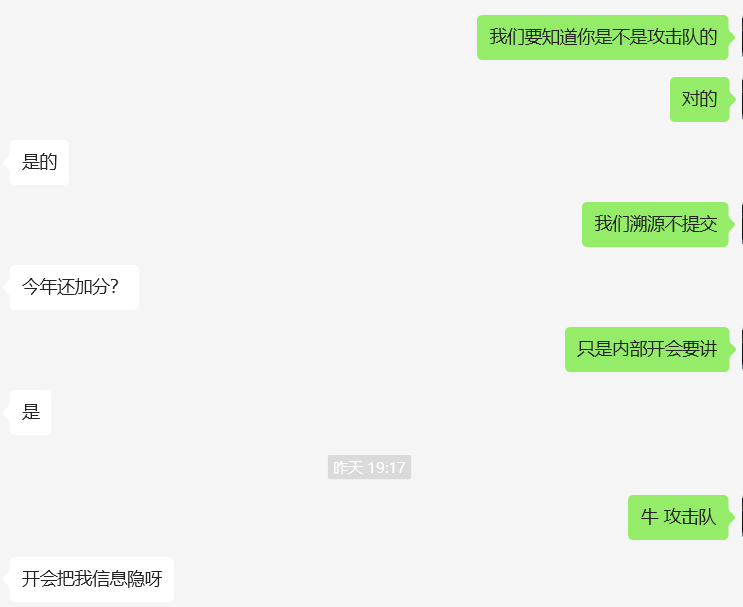 我们要知道你是不是攻击队的
对的
是的
我们溯源不提交
今年还加分?
只是内部开会要讲
是
昨天 19:17
牛 攻击队
开会把我信息隐呀